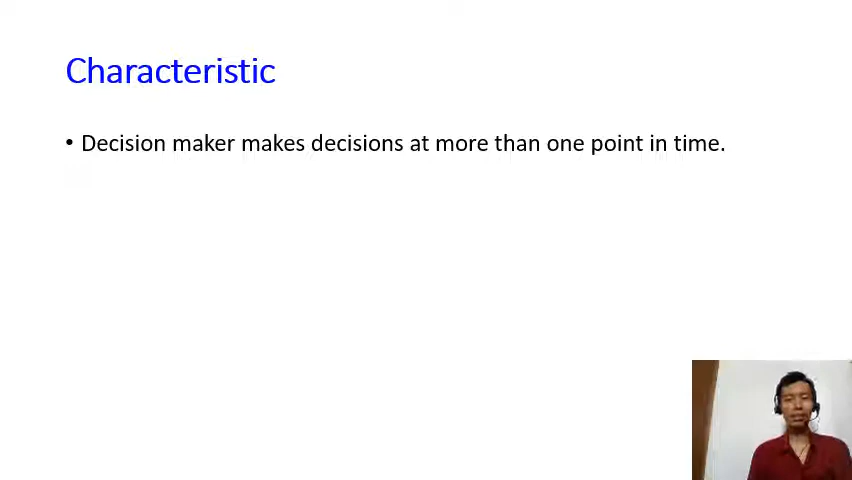 Characteristic
• Decision maker makes decisions at more than one point in time.